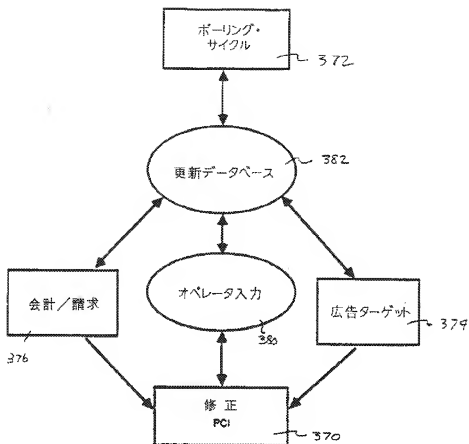 ポーリング・
サイクル
372
更新データベース
382
会計/請求
376
オペレータ入力
380
広告ターゲット
374
修 正
PCI
370